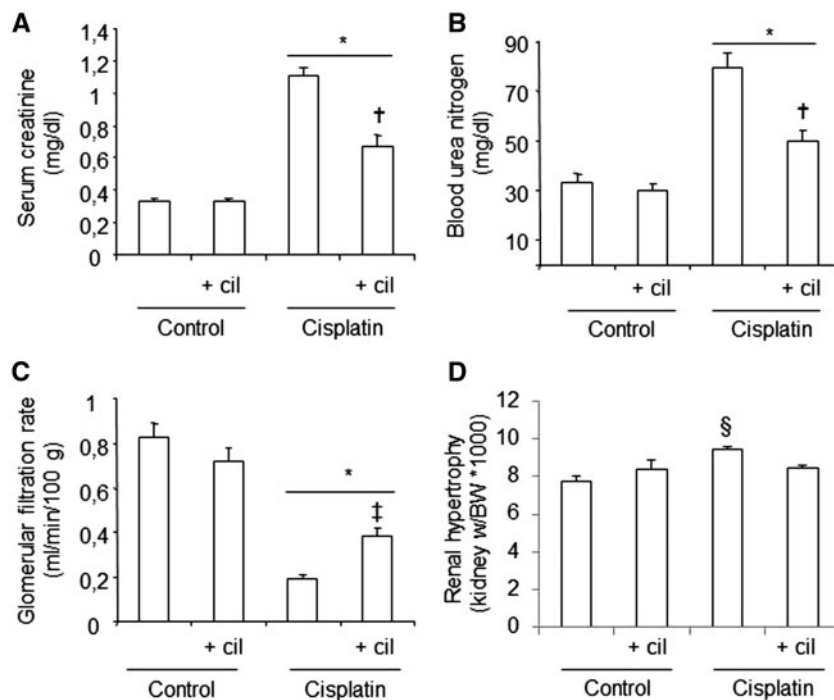 A
Serum creatinine
(mg/dl)
1,4
1,2
1
0,8
0,6
0,4
0,2
0
*
†
+ cil
+ cil
Control
Cisplatin
B
Blood urea nitrogen
(mg/dl)
90
70
50
30
10
*
†
+ cil
+ cil
Control
Cisplatin
C
Glomerular filtration rate
(ml/min/100 g)
1
0,8
0,6
0,4
0,2
0
*
‡
+ cil
+ cil
Control
Cisplatin
D
Renal hypertrophy
(kidney w/BW *1000)
12
10
8
6
4
2
0
§
+ cil
+ cil
Control
Cisplatin